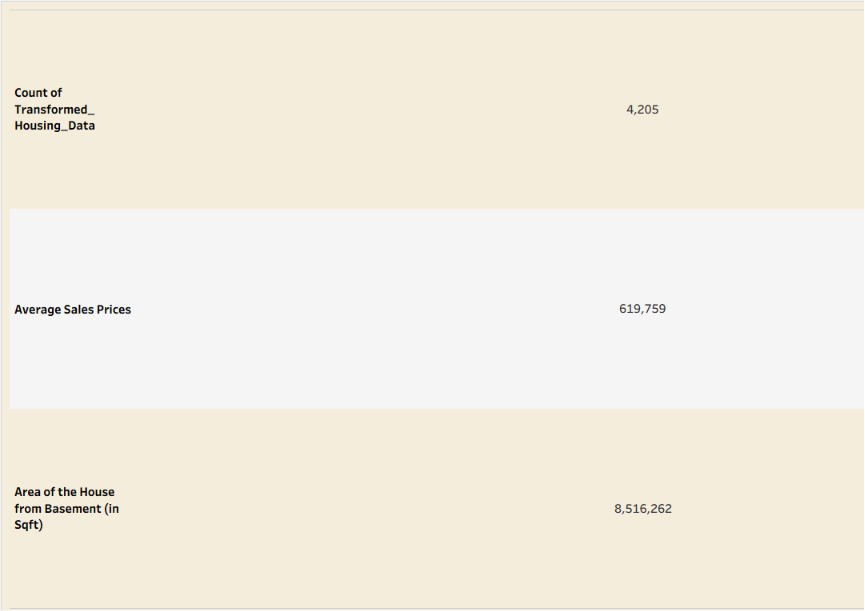 Count of
Transformed_
Housing_Data
4,205
Average Sales Prices
619,759
Area of the House
from Basement (in
Sqft)
8,516,262